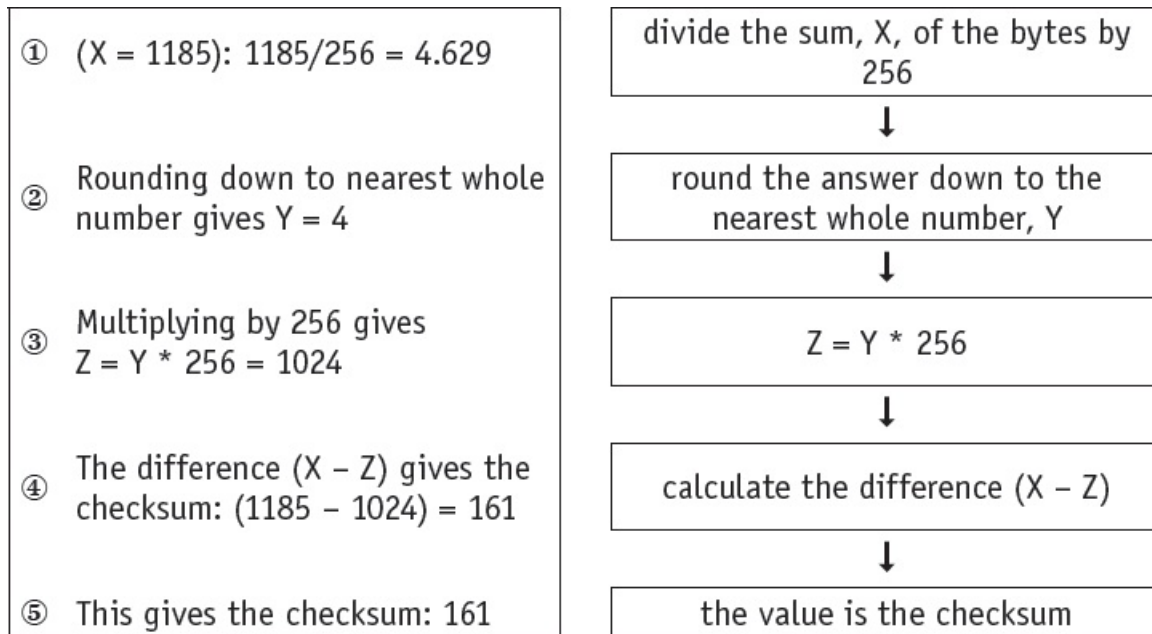 ① (X = 1185): 1185/256 = 4.629
② Rounding down to nearest whole
number gives Y = 4
③ Multiplying by 256 gives
Z = Y * 256 = 1024
④ The difference (X – Z) gives the
checksum: (1185 – 1024) = 161
⑤ This gives the checksum: 161
divide the sum, X, of the bytes by
256
↓
round the answer down to the
nearest whole number, Y
↓
Z = Y * 256
↓
calculate the difference (X – Z)
↓
the value is the checksum